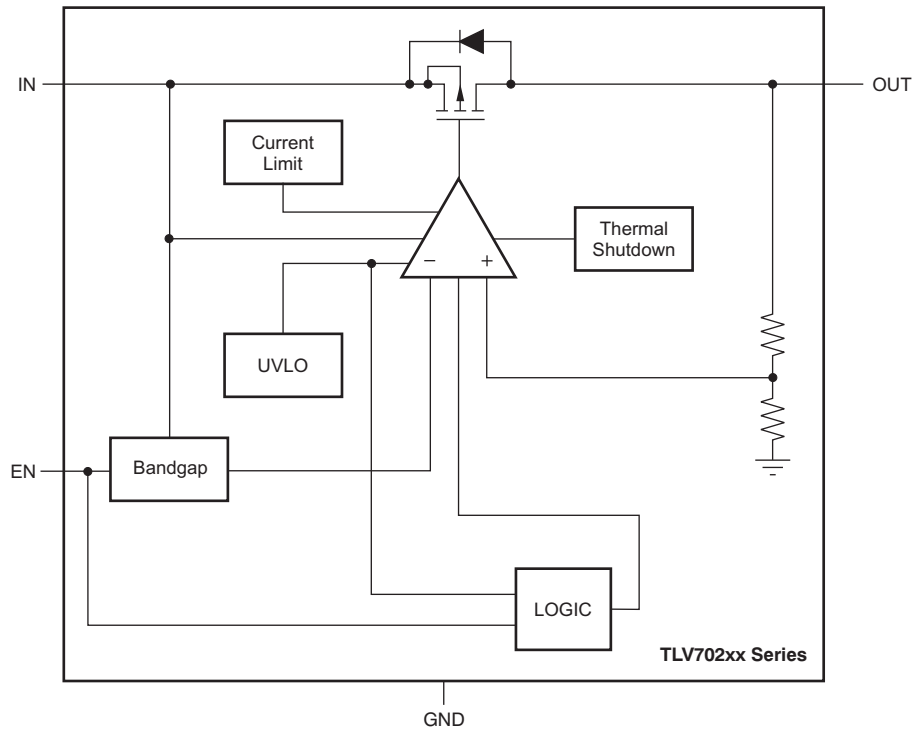 IN
OUT
Current
Limit
Thermal
Shutdown
−
+
UVLO
EN
Bandgap
LOGIC
TLV702xx Series
GND